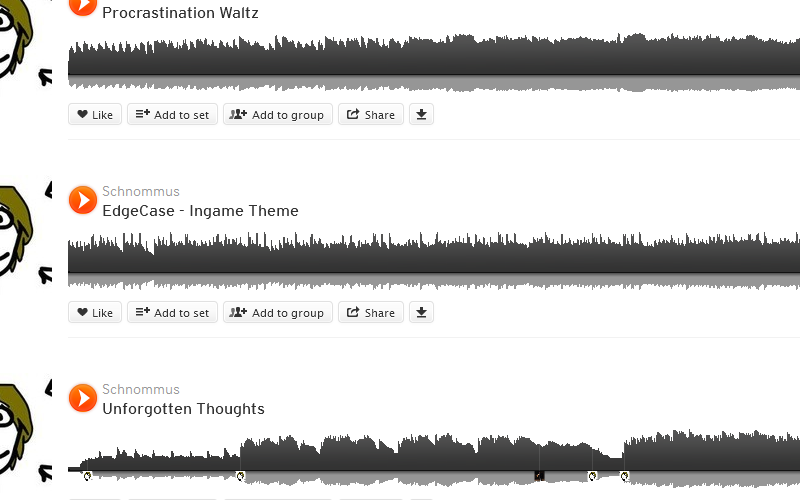 Procrastination Waltz
Like Add to set Add to group Share
Schnommus
EdgeCase - Ingame Theme
Like Add to set Add to group Share
Schnommus
Unforgotten Thoughts